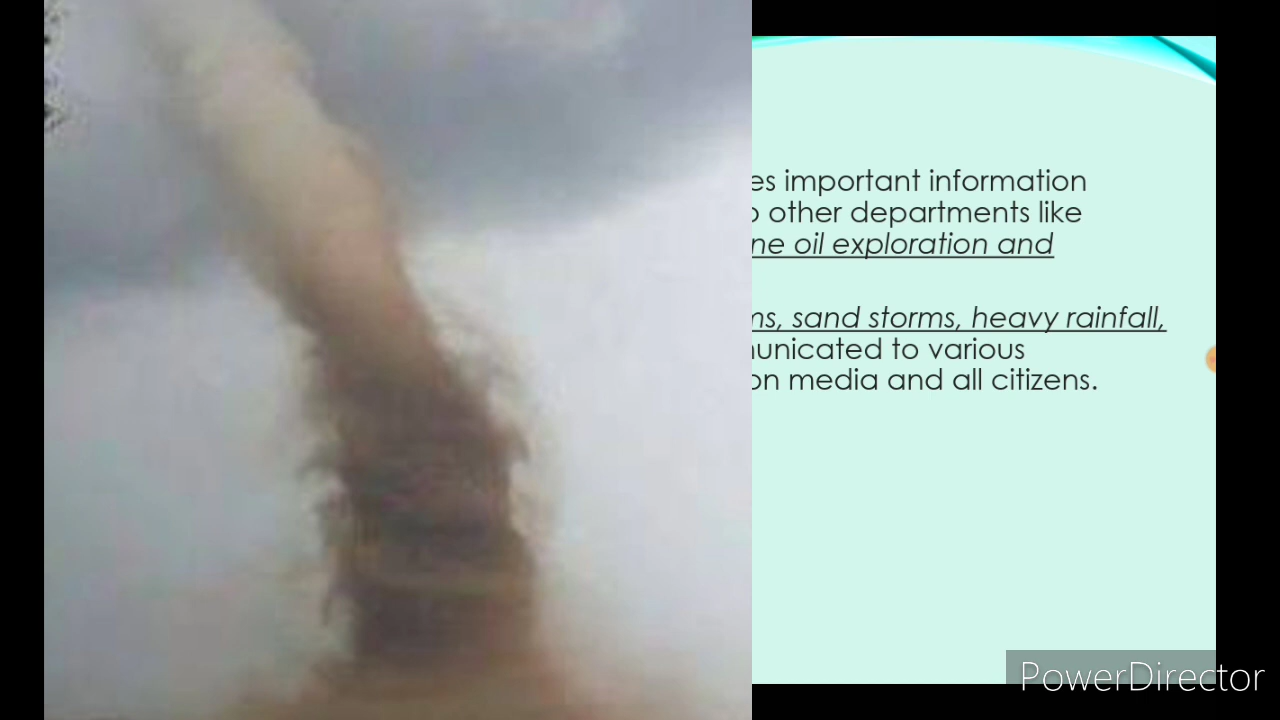 es important information
other departments like
ne oil exploration and
ms, sand storms, heavy rainfall,
unicated to various
on media and all citizens.
PowerDirector